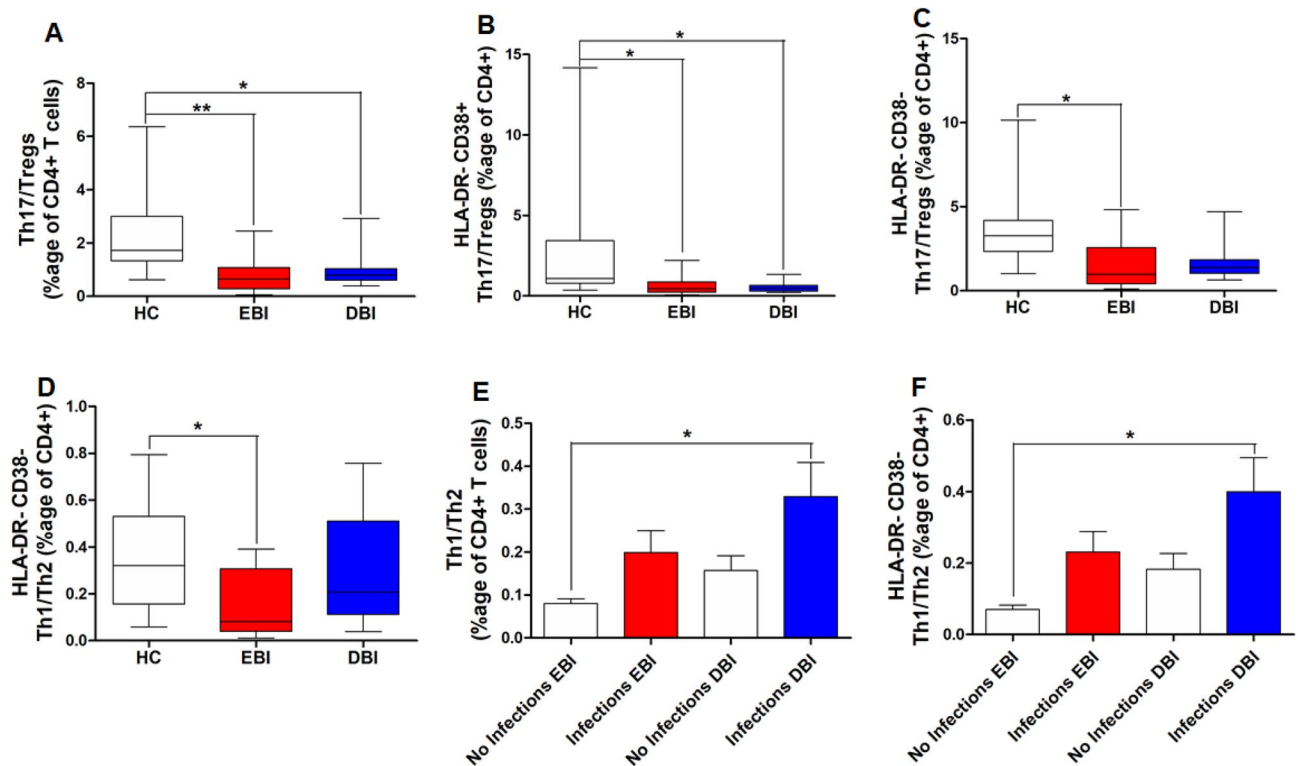 A
Th17/Tregs
(%age of CD4+ T cells)
8
6
4
2
0
*
**
HC
EBI
DBI
B
HLA-DR- CD38+
Th17/Tregs (%age of CD4+)
15
10
5
0
*
*
HC
EBI
DBI
C
HLA-DR- CD38-
Th17/Tregs (%age of CD4+)
15
10
5
0
*
HC
EBI
DBI
D
HLA-DR- CD38-
Th1/Th2 (%age of CD4+)
1.0
0.8
0.6
0.4
0.2
0.0
*
HC
EBI
DBI
E
Th1/Th2
(%age of CD4+ T cells)
0.5
0.4
0.3
0.2
0.1
0.0
*
No Infections EBI
Infections EBI
No Infections DBI
Infections DBI
F
HLA-DR- CD38-
Th1/Th2 (%age of CD4+)
0.6
0.4
0.2
0.0
*
No Infections EBI
Infections EBI
No Infections DBI
Infections DBI